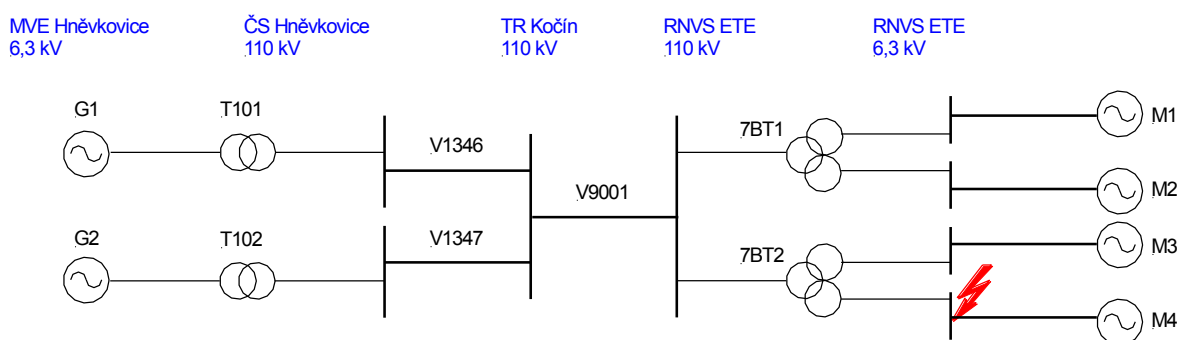 MVE Hněvkovice
6,3 kV
ČS Hněvkovice
110 kV
TR Kočín
110 kV
RNVS ETE
110 kV
RNVS ETE
6,3 kV
G1
T101
V1346
V9001
7BT1
M1
M2
G2
T102
V1347
7BT2
M3
M4